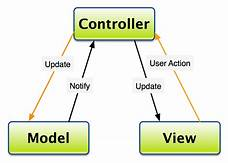 Controller
Update
User Action
Notify
Update
Model
View